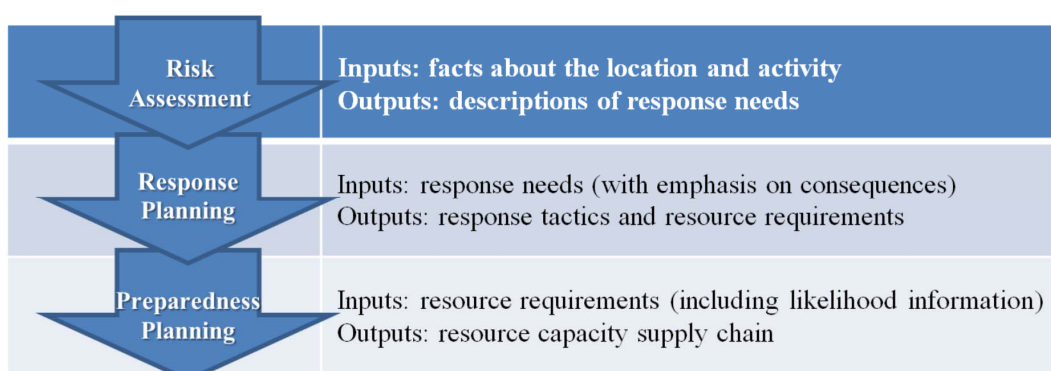 Risk
Assessment
Inputs: facts about the location and activity
Outputs: descriptions of response needs
Response
Planning
Inputs: response needs (with emphasis on consequences)
Outputs: response tactics and resource requirements
Preparedness
Planning
Inputs: resource requirements (including likelihood information)
Outputs: resource capacity supply chain